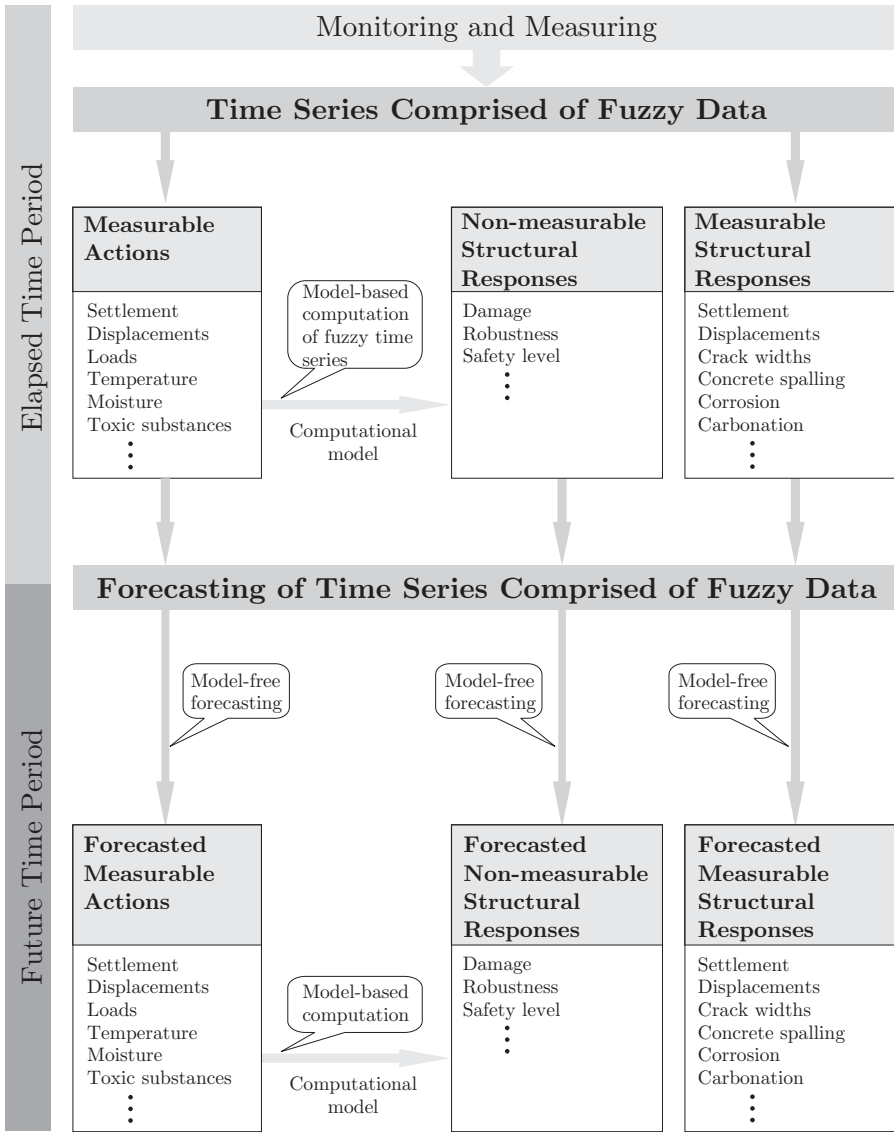 Monitoring and Measuring
Time Series Comprised of Fuzzy Data
Elapsed Time Period
Measurable
Actions
Settlement
Displacements
Loads
Temperature
Moisture
Toxic substances
Model-based
computation
of fuzzy time
series
Computational
model
Non-measurable
Structural
Responses
Damage
Robustness
Safety level
Measurable
Structural
Responses
Settlement
Displacements
Crack widths
Concrete spalling
Corrosion
Carbonation
Forecasting of Time Series Comprised of Fuzzy Data
Future Time Period
Model-free
forecasting
Model-free
forecasting
Model-free
forecasting
Forecasted
Measurable
Actions
Settlement
Displacements
Loads
Temperature
Moisture
Toxic substances
Model-based
computation
Computational
model
Forecasted
Non-measurable
Structural
Responses
Damage
Robustness
Safety level
Forecasted
Measurable
Structural
Responses
Settlement
Displacements
Crack widths
Concrete spalling
Corrosion
Carbonation